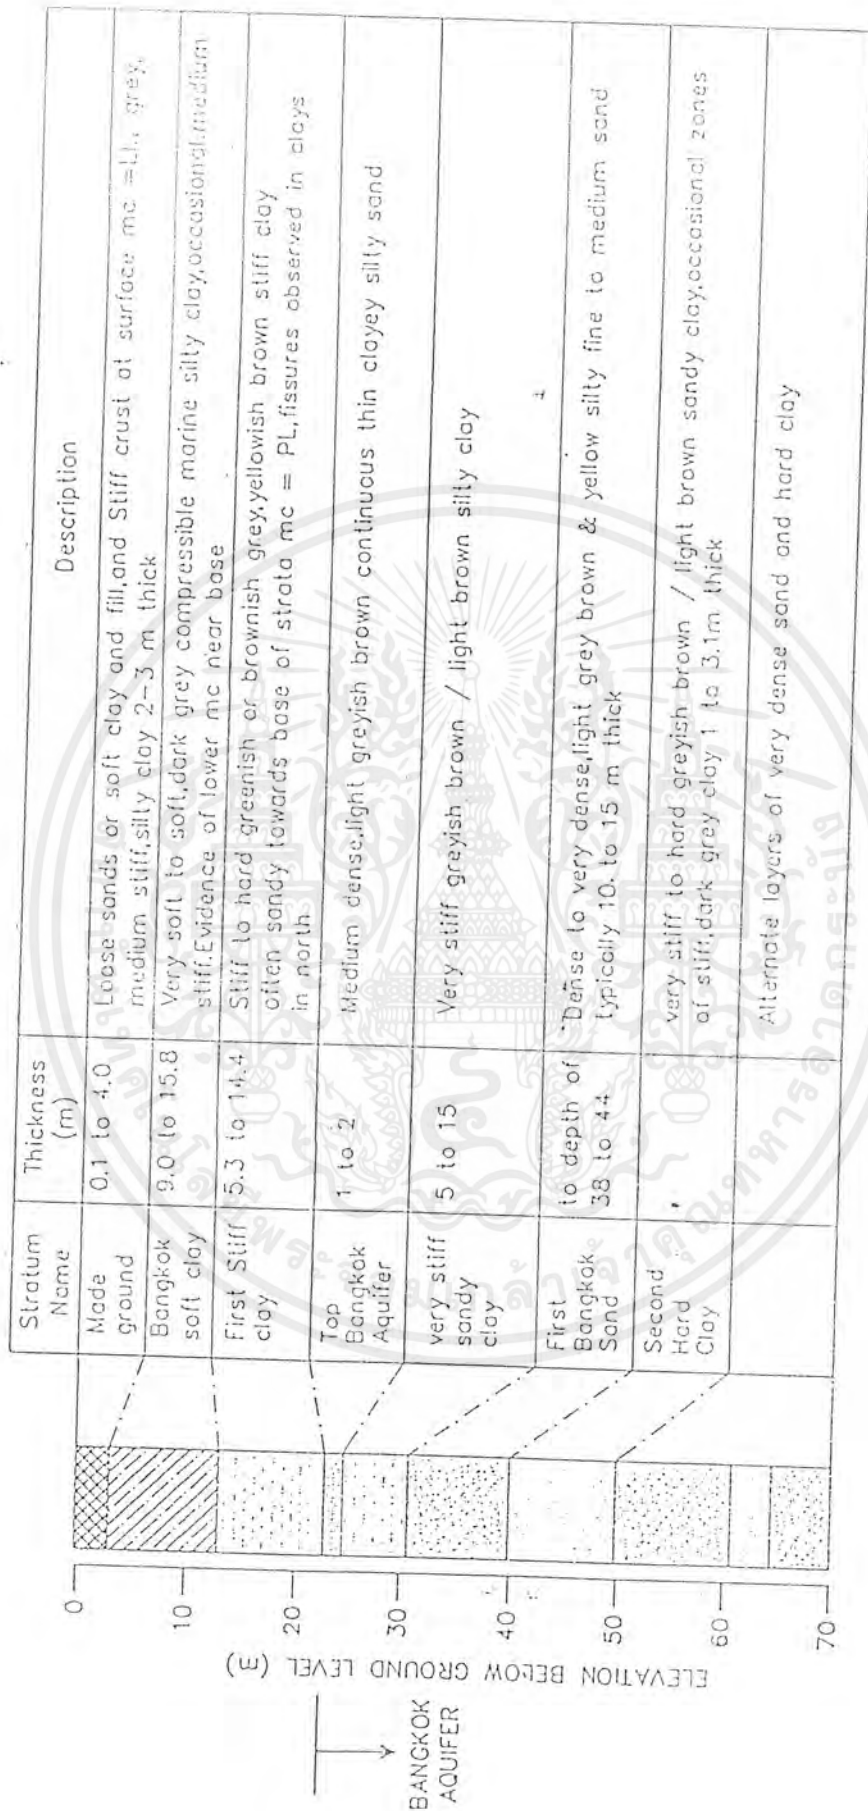 Stratum
Name
Thickness
(m)
Description
Made
ground
0.1 to 4.0
Loose sands or soft clay and fill,and Stiff crust at surface mc = grey,
medium stiff,silty clay 2-3 m thick
Bangkok
soft clay
9.0 to 15.8
Very soft to soft,dark grey compressible marine silty clay,occasional medium
stiff.Evidence of lower mc near base
First Stiff
clay
5.3 to 14.4
Stiff to hard greenish or brownish grey,yellowish brown stiff clay
often sandy towards base of strata mc = PL,fissures observed in clays
in north.
Top
Bangkok
Aquifer
1 to 2
Medium dense,light greyish brown continuous thin clayey silty sand
very stiff
sandy
clay
5 to 15
Very stiff greyish brown / light brown silty clay
First
Bangkok
Sand
to depth of
38 to 44
Dense to very dense,light grey brown & yellow silty fine to medium sand
typically 10. to 15 m thick
Second
Hard
Clay
very stiff to hard greyish brown / light brown sandy clay,occasional zones
of stiff,dark grey clay 1 to 3.1m thick
Alternate layers of very dense sand and hard clay
0
10
20
30
40
50
60
70
ELEVATION BELOW GROUND LEVEL (m)
BANGKOK
AQUIFER